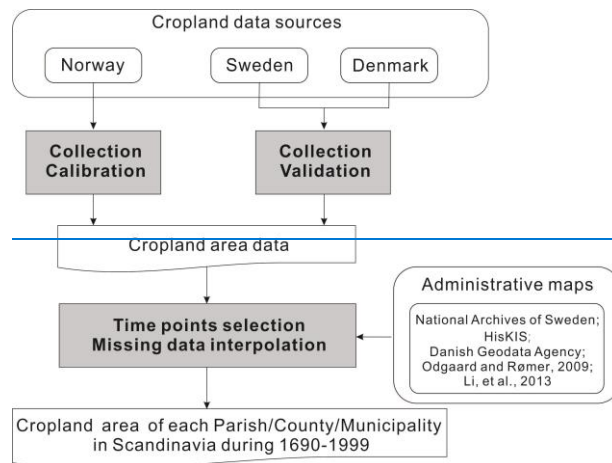 Cropland data sources
Norway
Sweden
Denmark
Collection
Calibration
Collection
Validation
Cropland area data
Administrative maps
National Archives of Sweden;
HisKIS;
Danish Geodata Agency;
Odgaard and Rømer, 2009;
Li, et al., 2013
Time points selection
Missing data interpolation
Cropland area of each Parish/County/Municipality
in Scandinavia during 1690-1999